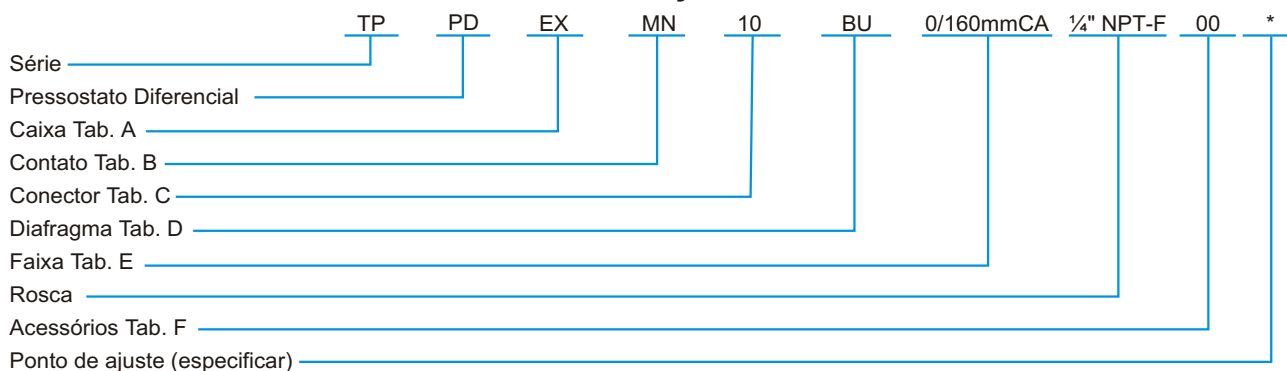 TP PD EX MN 10 BU 0/160mmCA ¼" NPT-F 00 *
Série
Pressostato Diferencial
Caixa Tab. A
Contato Tab. B
Conector Tab. C
Diafragma Tab. D
Faixa Tab. E
Rosca
Acessórios Tab. F
Ponto de ajuste (especificar)